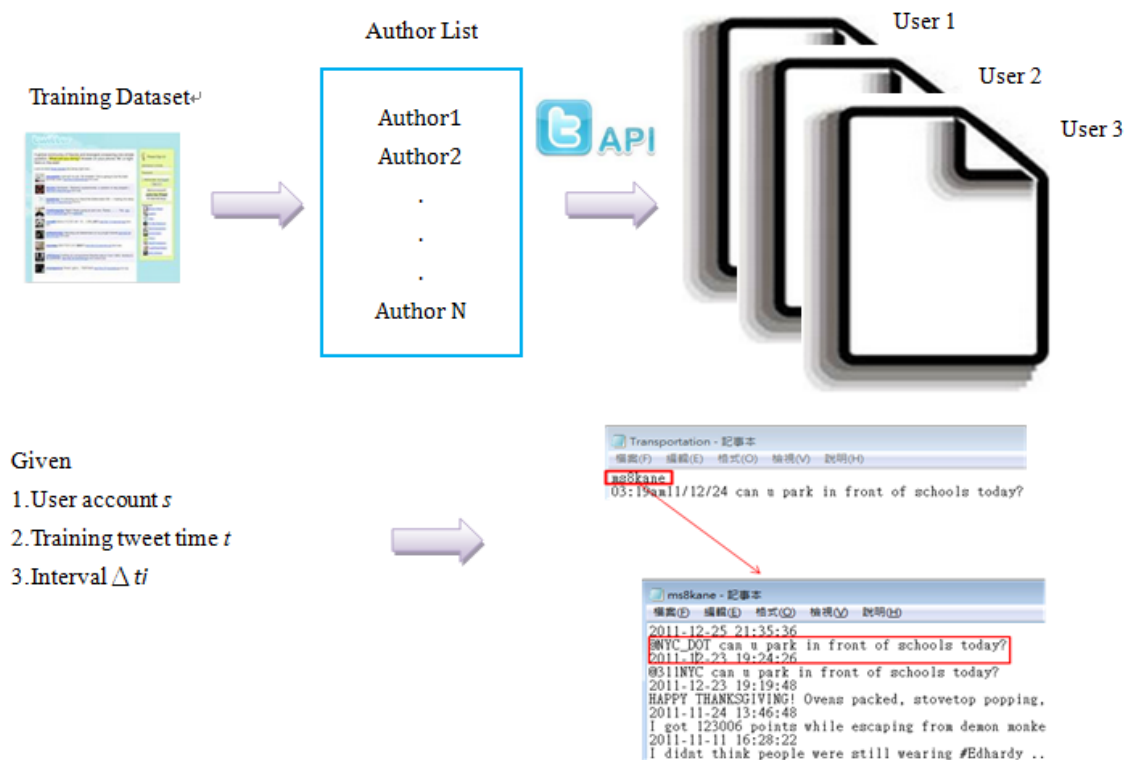 Training Dataset↵
Author List
Author1
Author2
.
.
.
Author N
API
User 1
User 2
User 3
Given
1.User account s
2.Training tweet time t
3.Interval △ ti
Transportation - 記事本
檔案(F) 編輯(E) 格式(O) 檢視(V) 說明(H)
ms8kane
03:19am11/12/24 can u park in front of schools today?
ms8kane - 記事本
檔案(F) 編輯(E) 格式(O) 檢視(V) 說明(H)
2011-12-25 21:35:36
@NYC_DOT can u park in front of schools today?
2011-12-23 19:24:26
@311NYC can u park in front of schools today?
2011-12-23 19:19:48
HAPPY THANKSGIVING! Ovens packed, stovetop popping,
2011-11-24 13:46:48
I got 123006 points while escaping from demon monke
2011-11-11 16:28:22
I didnt think people were still wearing #Edhardy ..